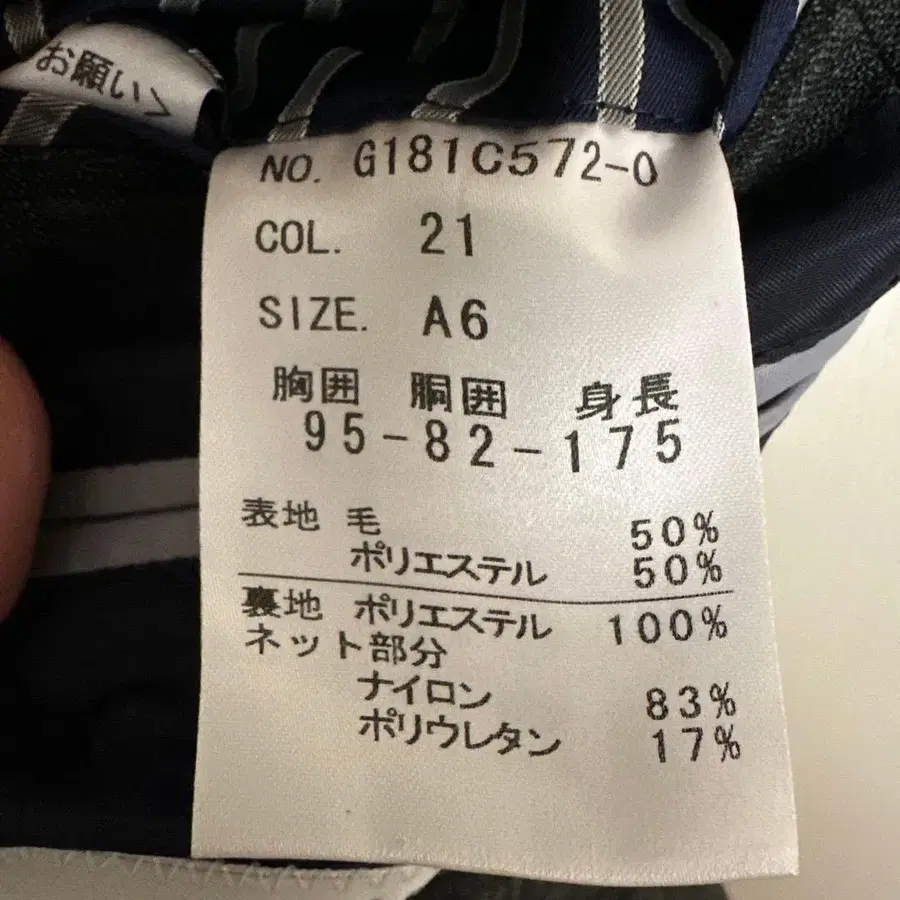 お願い>
NO. G181C572-0
COL. 21
SIZE. A6
胸囲 胴囲 身長
95-82-175
表地 毛 50%
ポリエステル 50%
裏地 ポリエステル 100%
ネット部分
ナイロン 83%
ポリウレタン 17%